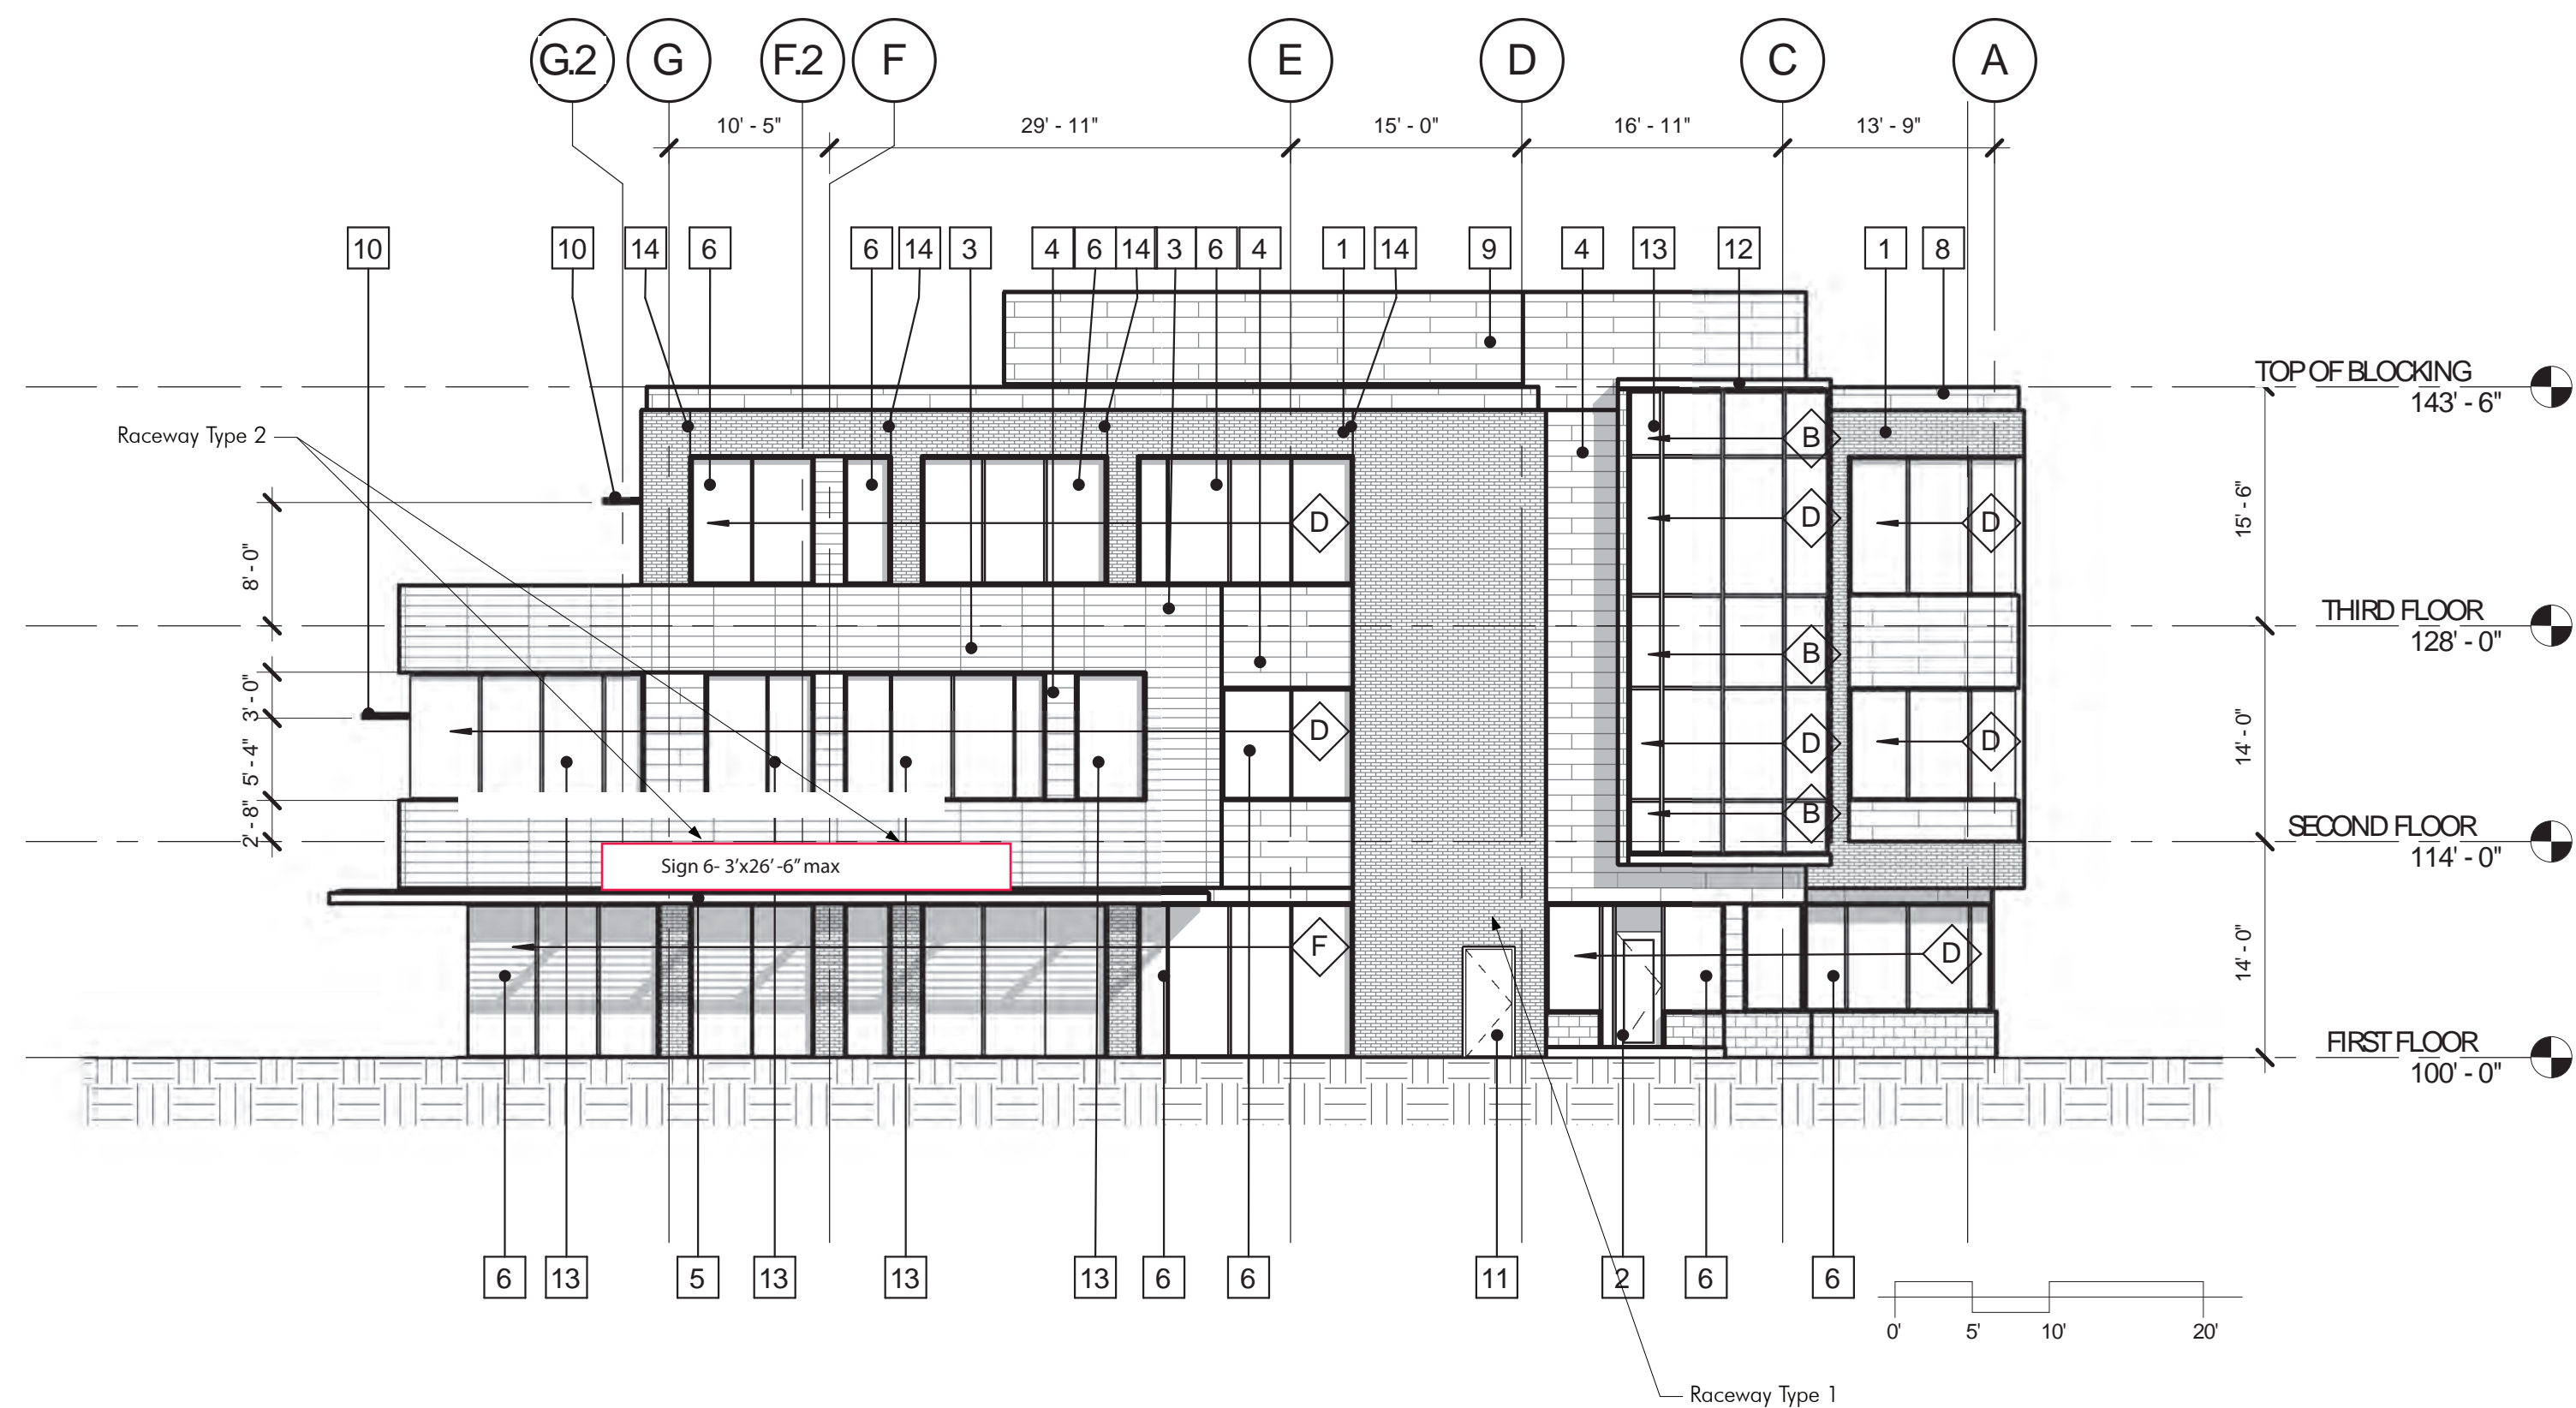 G.2 G F.2 F E D C A
10' - 5" 29' - 11" 15' - 0" 16' - 11" 13' - 9"
10 10 14 6 6 14 3 4 6 14 3 6 4 1 14 9 4 13 12 1 8
TOP OF BLOCKING
143' - 6"
Raceway Type 2
B
D D D
15' - 6"
8' - 0"
THIRD FLOOR
128' - 0"
B
3' - 0"
D D D
14' - 0"
5' - 4"
2' - 8"
B
SECOND FLOOR
114' - 0"
Sign 6- 3'x26'-6" max
F D
14' - 0"
FIRST FLOOR
100' - 0"
6 13 5 13 13 13 6 6 11 2 6 6
0' 5' 10' 20'
Raceway Type 1